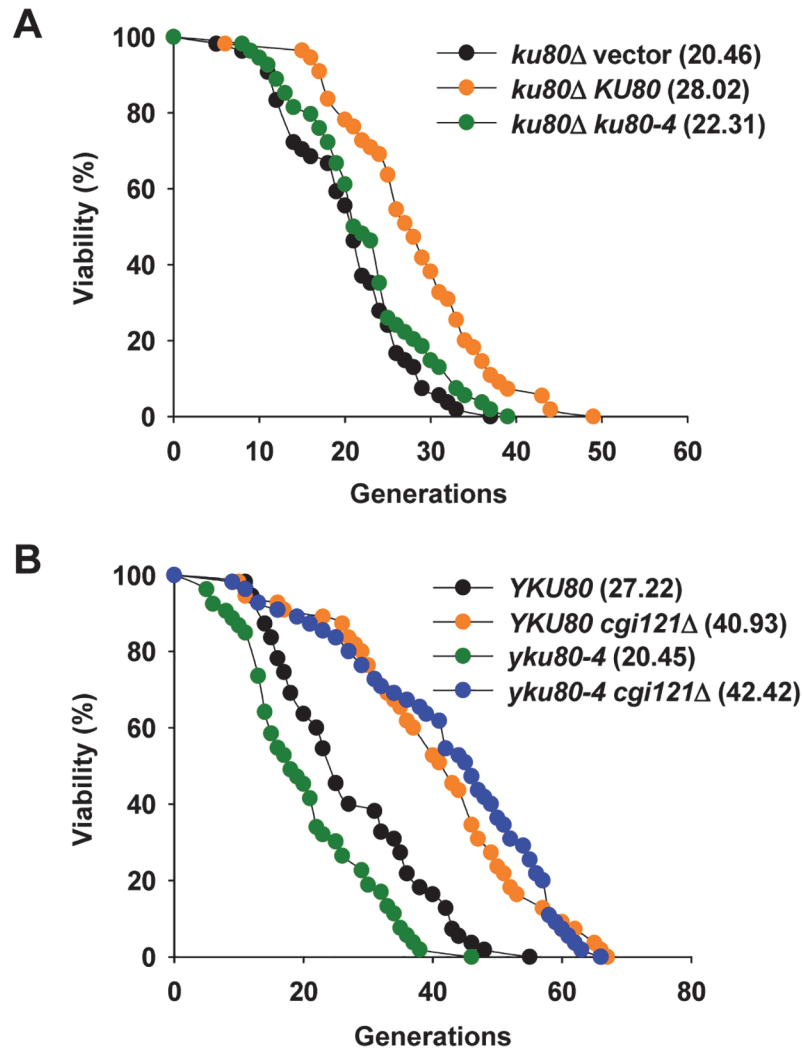 A
100
80
60
40
20
0
Viability (%)
ku80Δ vector (20.46)
ku80Δ KU80 (28.02)
ku80Δ ku80-4 (22.31)
0 10 20 30 40 50 60
Generations
B
100
80
60
40
20
0
Viability (%)
YKU80 (27.22)
YKU80 cgi121Δ (40.93)
yku80-4 (20.45)
yku80-4 cgi121Δ (42.42)
0 20 40 60 80
Generations